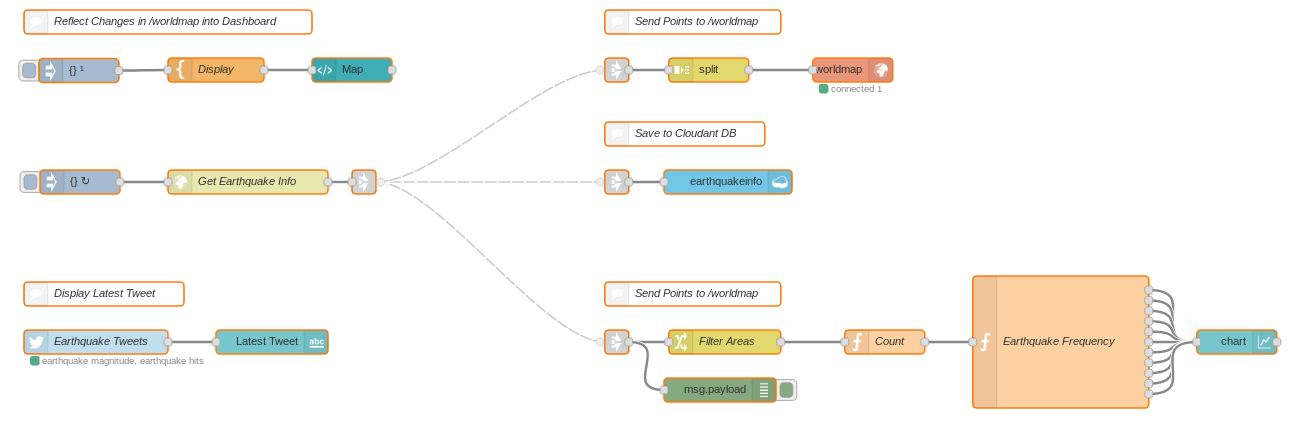 Reflect Changes in /worldmap into Dashboard
Send Points to /worldmap
{} ¹
{
Display
</>
Map
split
worldmap
connected 1
Save to Cloudant DB
{} ↻
Get Earthquake Info
earthquakeinfo
Display Latest Tweet
Send Points to /worldmap
Earthquake Tweets
Latest Tweet
abc
f
Filter Areas
Count
f
Earthquake Frequency
chart
earthquake magnitude, earthquake hits
msg.payload